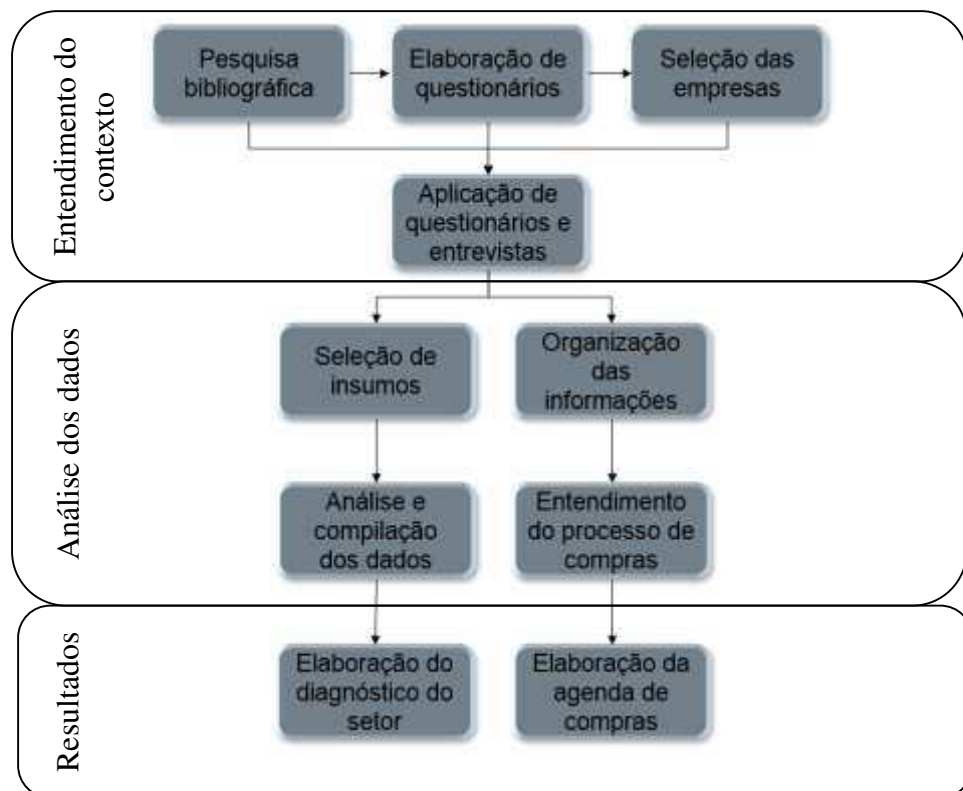 Entendimento do
contexto
Pesquisa
bibliográfica
Elaboração de
questionários
Seleção das
empresas
Aplicação de
questionários e
entrevistas
Análise dos dados
Seleção de
insumos
Organização
das
informações
Análise e
compilação
dos dados
Entendimento
do processo de
compras
Resultados
Elaboração do
diagnóstico do
setor
Elaboração da
agenda de
compras